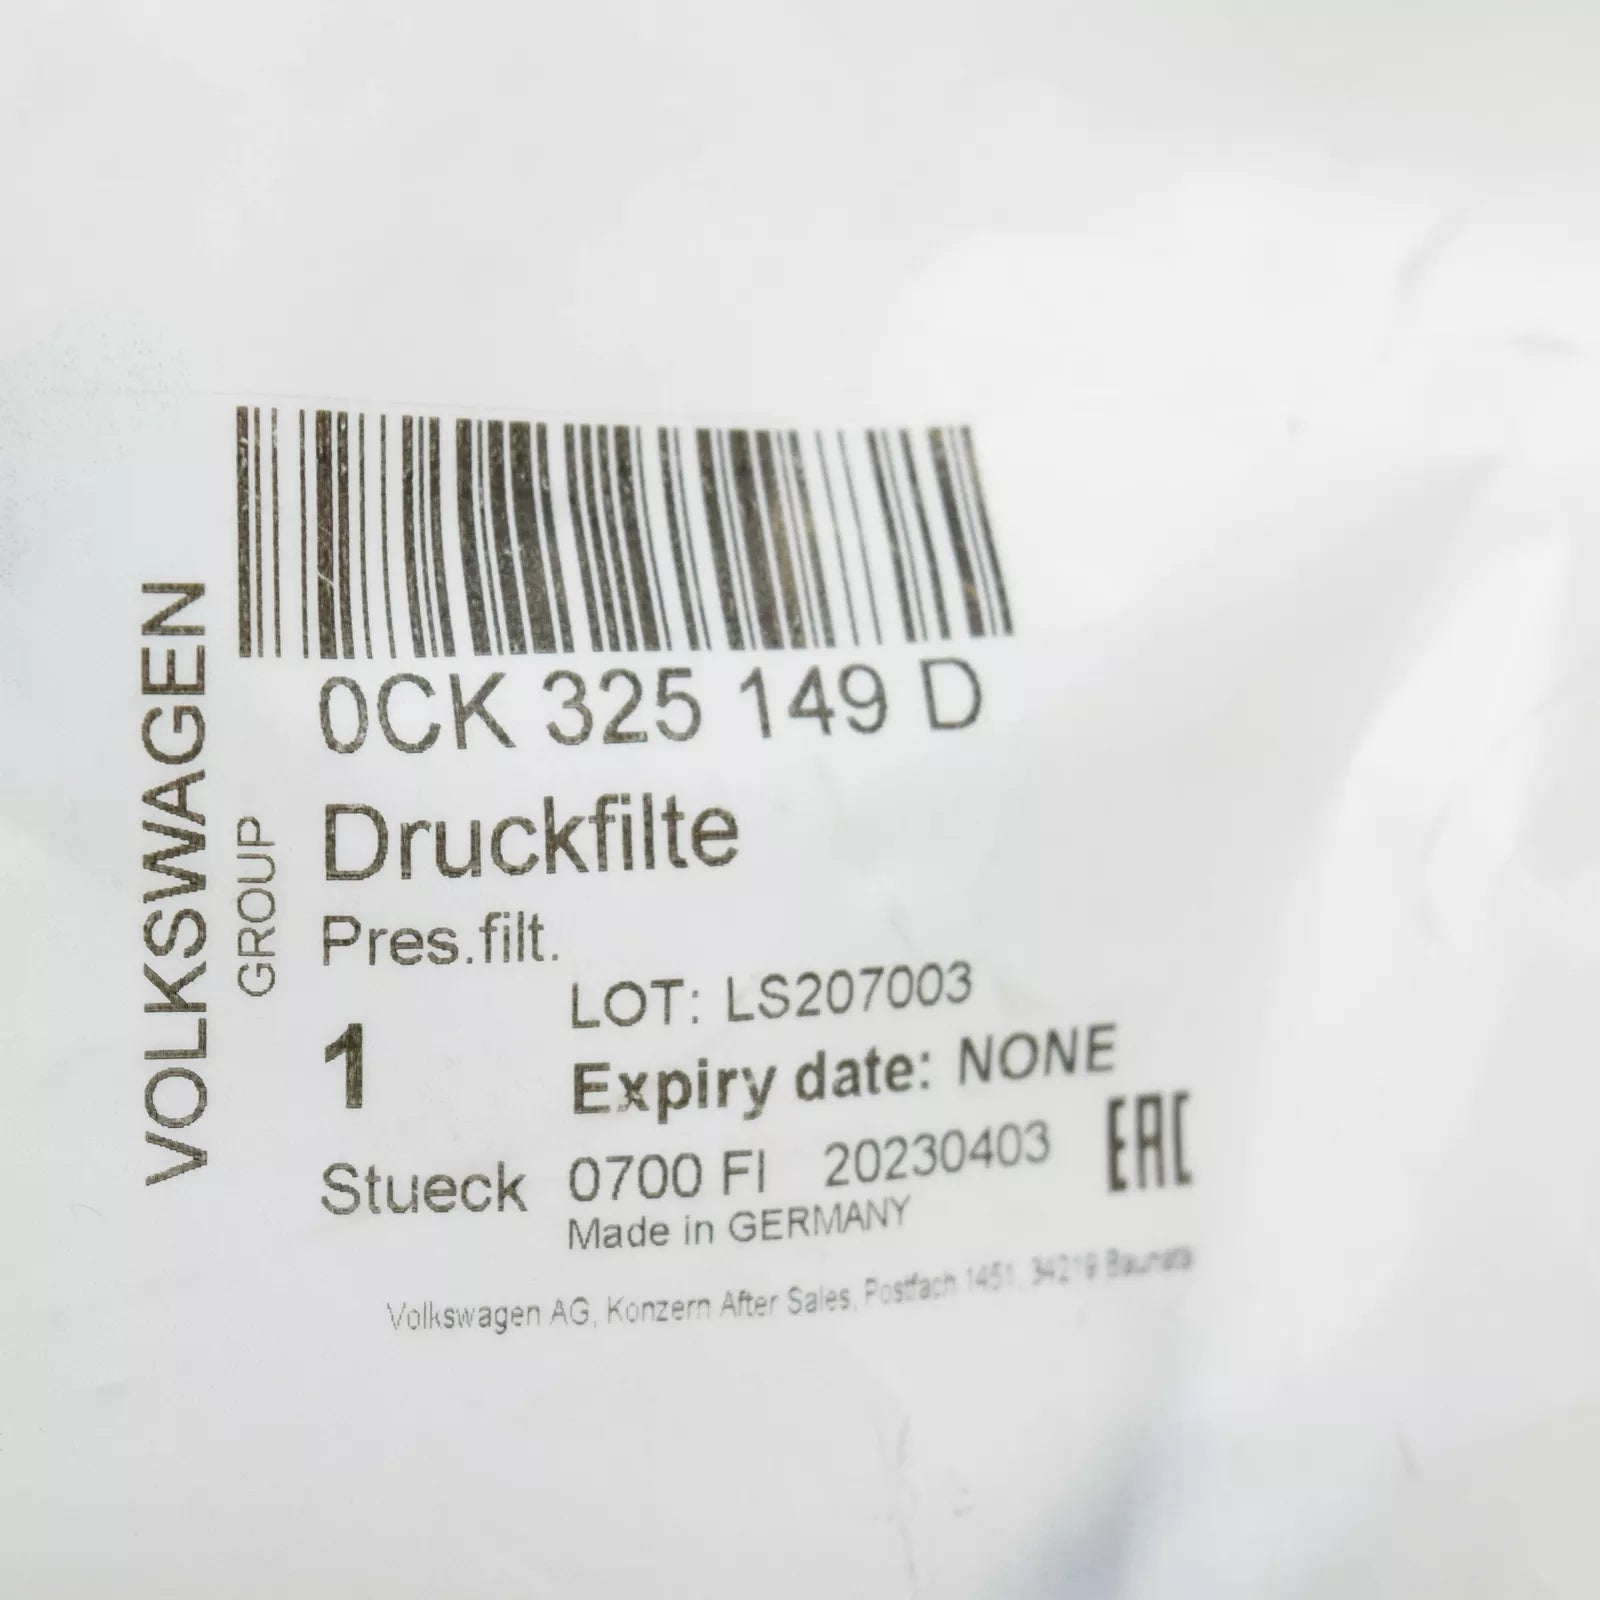 VOLKSWAGEN
GROUP
0CK 325 149 D
Druckfilte
Pres.filt.
1
Stueck
LOT: LS207003
Expiry date: NONE
0700 FI 20230403
EAC
Made in GERMANY
Volkswagen AG, Konzern After Sales, Postfach 1451, 34219 Baunata